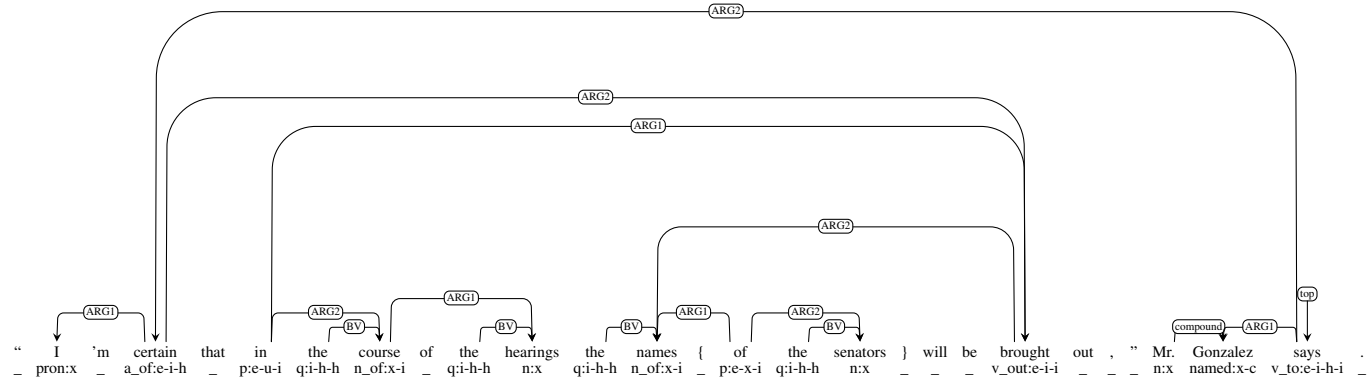 ARG2
ARG2
ARG1
ARG2
ARG1
top
ARG1 ARG2 ARG1 ARG2 compound ARG1
BV BV BV BV
“ I ’m certain that in the course of the hearings the names { of the senators } will be brought out , ” Mr. Gonzalez says .
_ pron:x _ a_of:e-i-h _ p:e-u-i q:i-h-h n_of:x-i _ q:i-h-h n:x q:i-h-h n_of:x-i _ p:e-x-i q:i-h-h n:x _ _ _ v_out:e-i-i _ _ _ n:x named:x-c v_to:e-i-h-i _